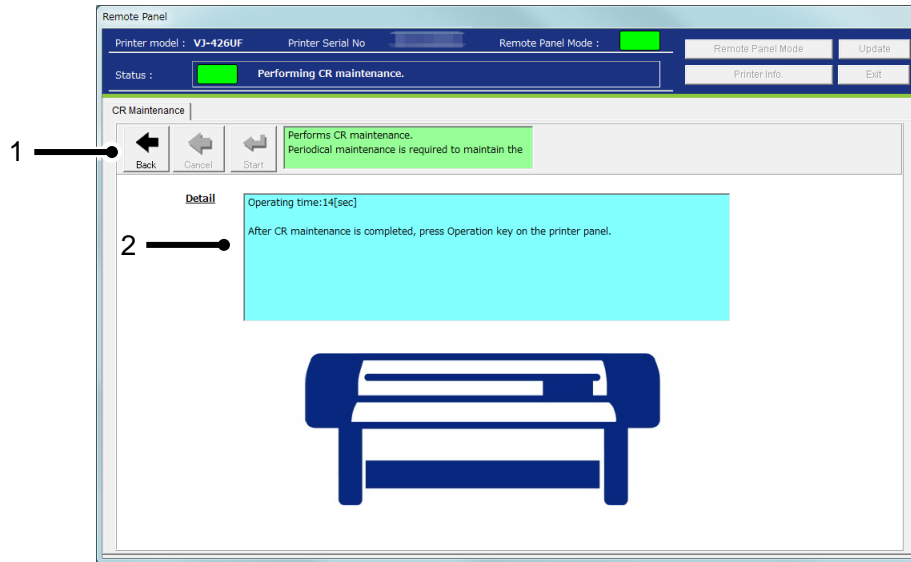 Remote Panel
Printer model : VJ-426UF Printer Serial No Remote Panel Mode :
Remote Panel Mode Update
Status : Performing CR maintenance.
Printer Info. Exit
CR Maintenance
1
Back Cancel Start
Performs CR maintenance.
Periodical maintenance is required to maintain the
Detail
2
Operating time:14[sec]
After CR maintenance is completed, press Operation key on the printer panel.